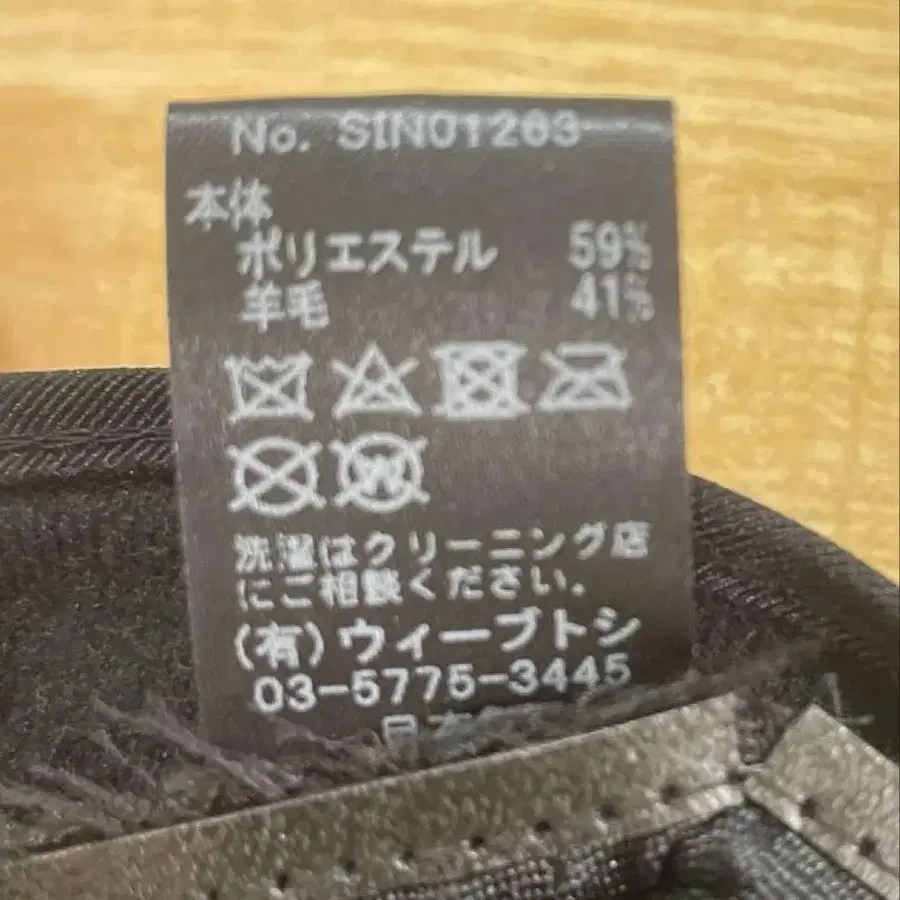 No. SIN01263
本体
ポリエステル 59%
羊毛 41%
W
洗濯はクリーニング店
にご相談ください.
(有)ウィーブトシ
03-5775-3445